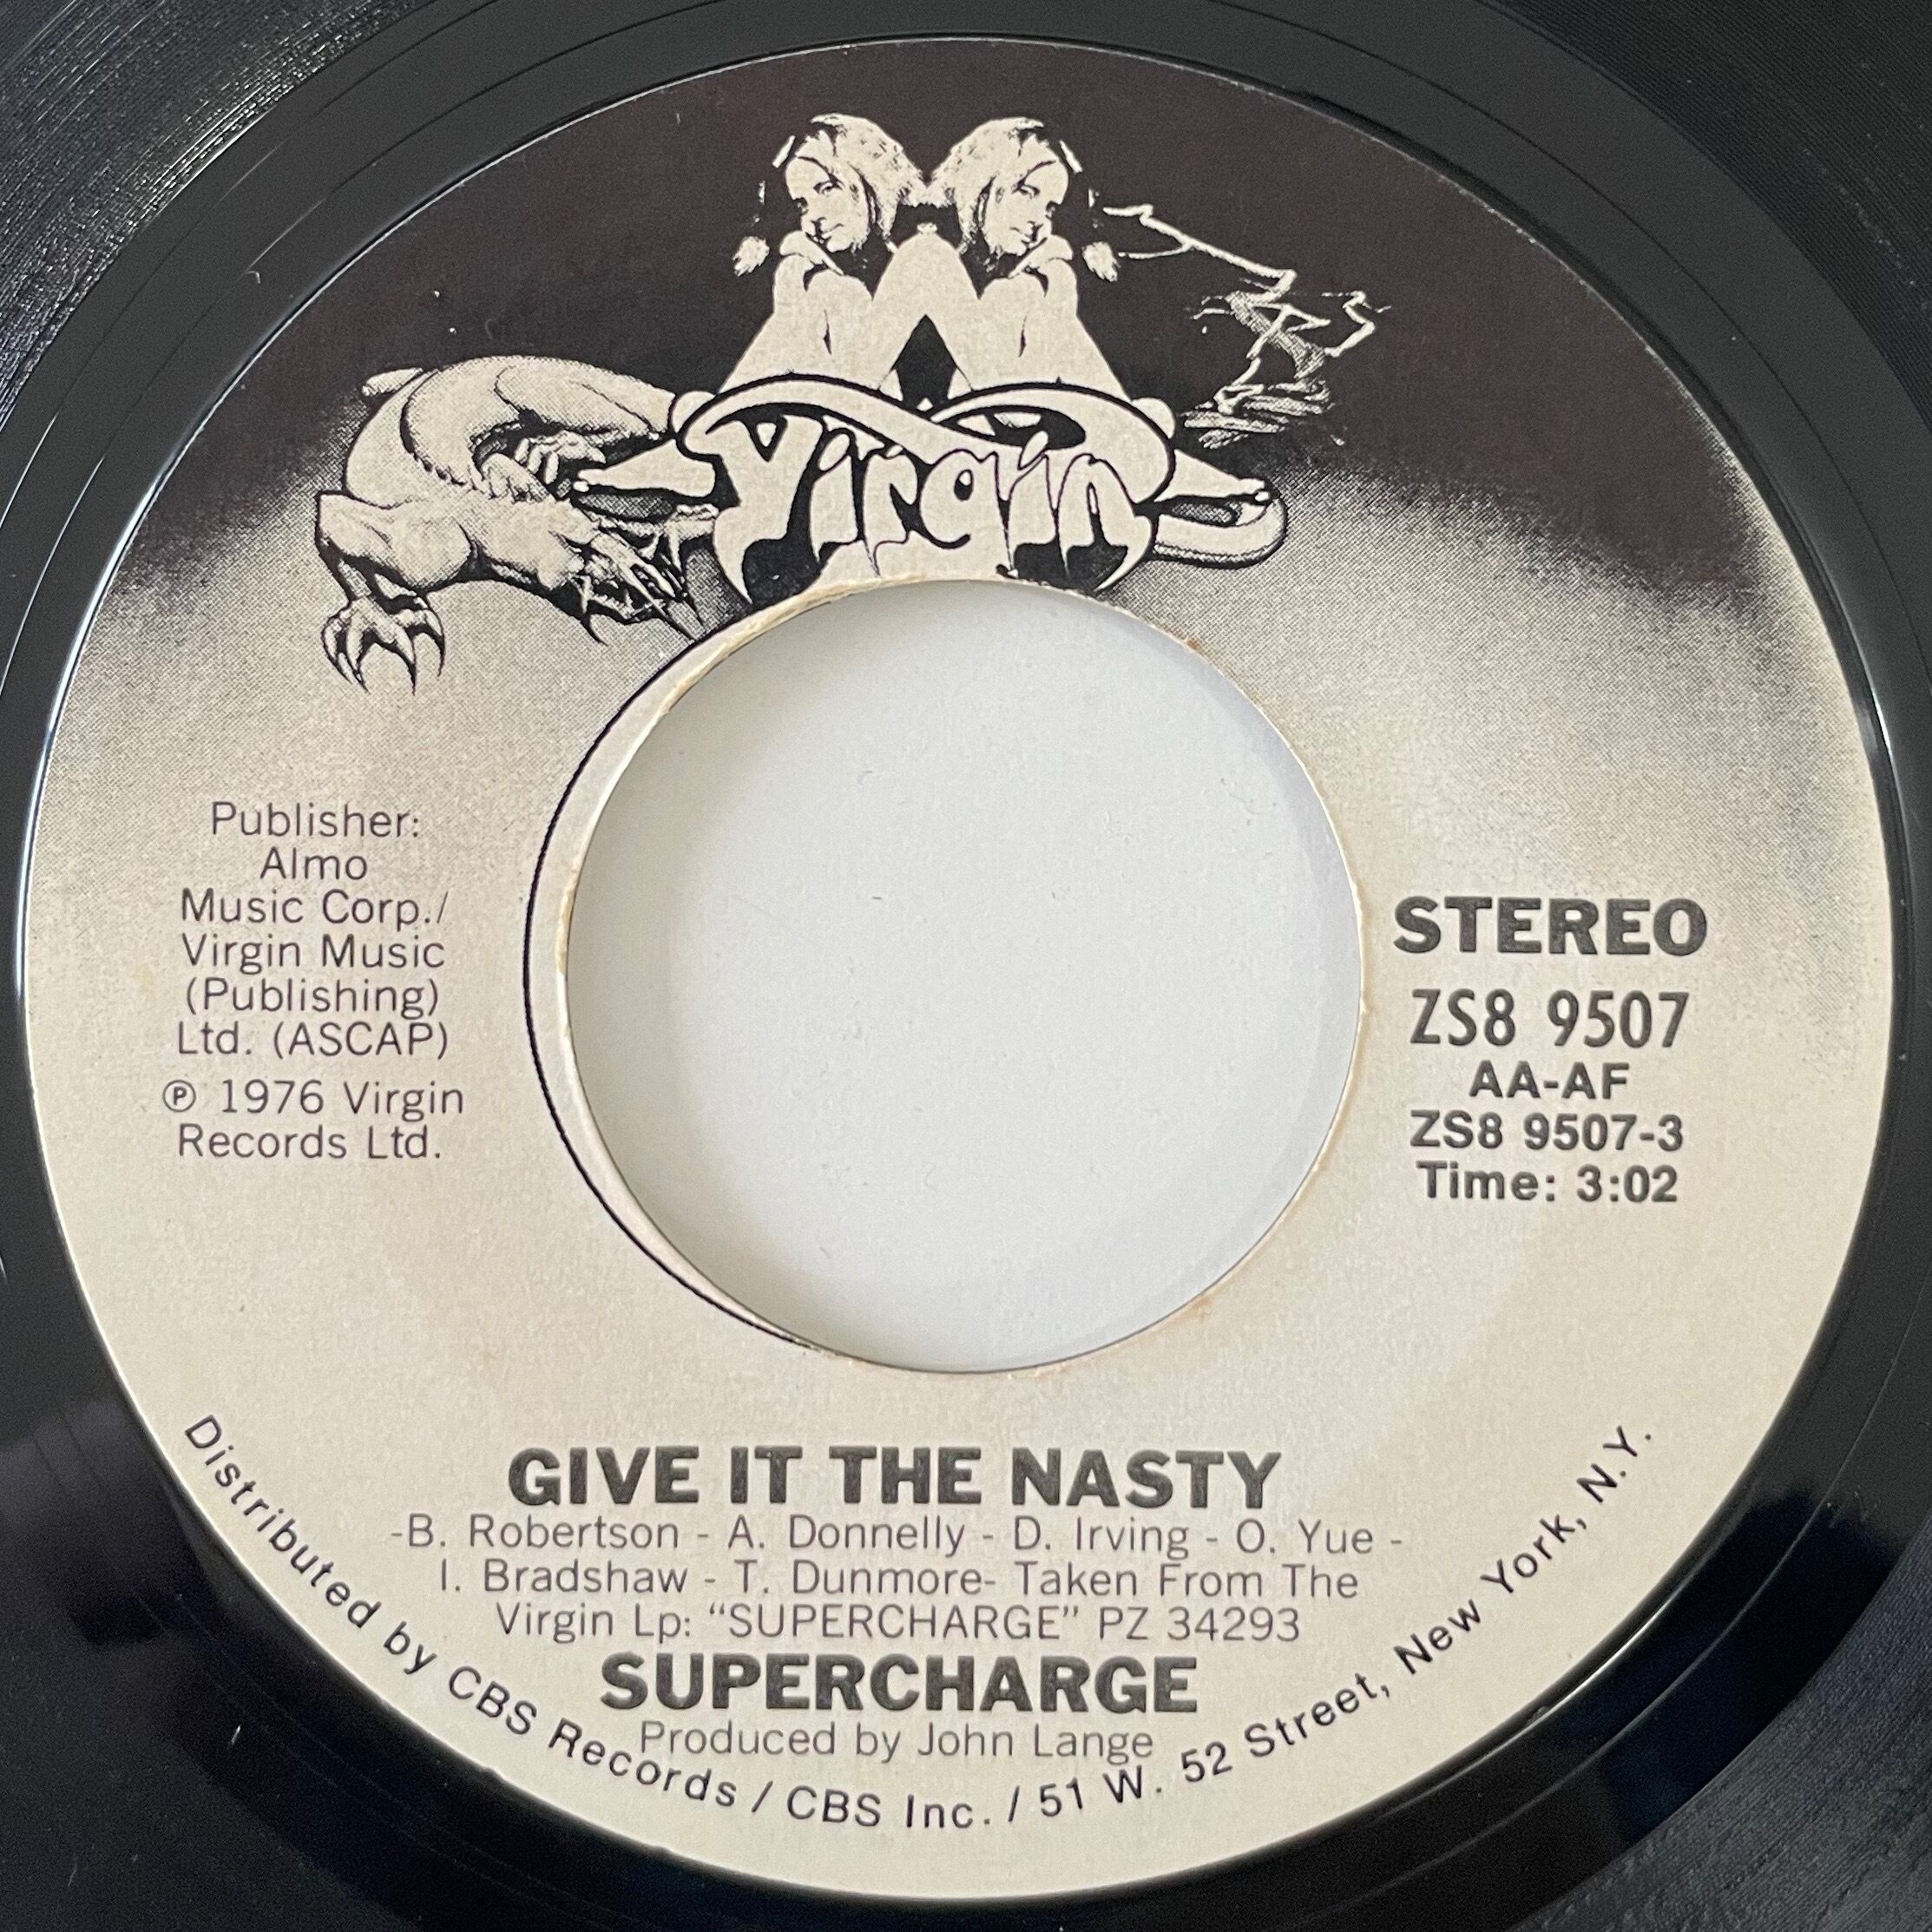 Virgin
Publisher:
Almo
Music Corp./
Virgin Music
(Publishing)
Ltd. (ASCAP)
℗ 1976 Virgin
Records Ltd.
STEREO
ZS8 9507
AA-AF
ZS8 9507-3
Time: 3:02
GIVE IT THE NASTY
-B. Robertson - A. Donnelly - D. Irving - O. Yue -
I. Bradshaw - T. Dunmore- Taken From The
Virgin Lp: “SUPERCHARGE” PZ 34293
SUPERCHARGE
Produced by John Lange
Distributed by CBS Records / CBS Inc. / 51 W. 52 Street, New York, N.Y.